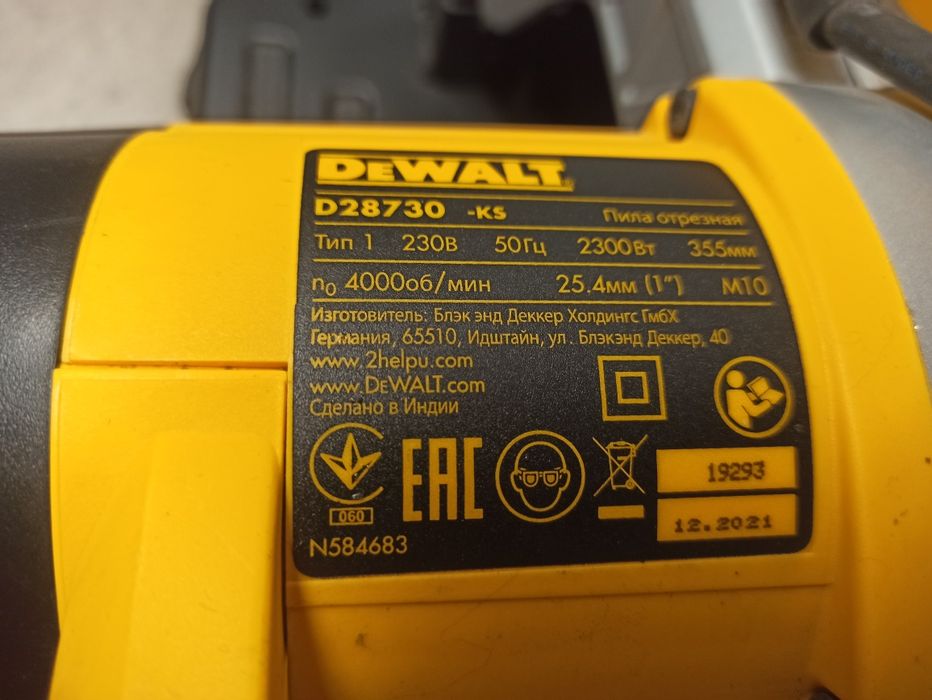 DEWALT
D28730 -KS Пила отрезная
Тип 1 230В 50Гц 2300Вт 355мм
n0 4000об/мин 25.4мм (1") M10
Изготовитель: Блэк энд Деккер Холдингс ГмбХ
Германия, 65510, Идштайн, ул. Блэкэнд Деккер, 40
www.2helpu.com
www.DEWALT.com
Сделано в Индии
EAC
060
19293
12.2021
N584683